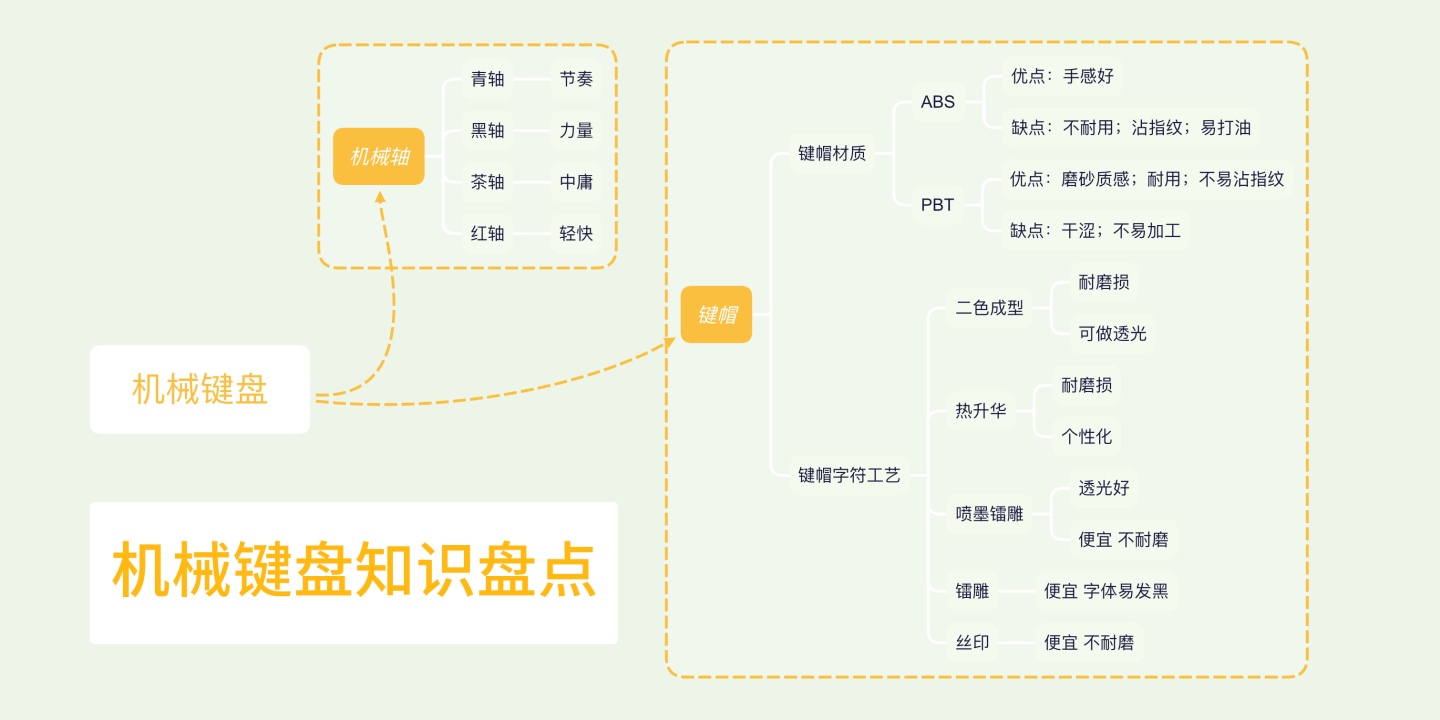 机械轴
青轴
节奏
黑轴
力量
茶轴
中庸
红轴
轻快
机械键盘
机械键盘知识盘点
键帽
键帽材质
ABS
优点：手感好
缺点：不耐用；沾指纹；易打油
PBT
优点：磨砂质感；耐用；不易沾指纹
缺点：干涩；不易加工
键帽字符工艺
二色成型
耐磨损
可做透光
热升华
耐磨损
个性化
喷墨镭雕
透光好
便宜 不耐磨
镭雕
便宜 字体易发黑
丝印
便宜 不耐磨